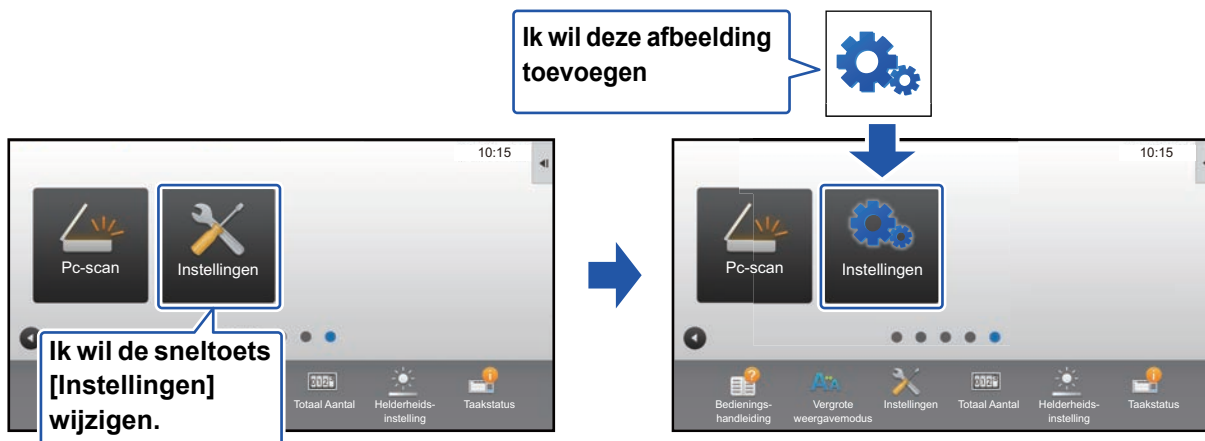 Ik wil deze afbeelding
toevoegen
10:15
Pc-scan
Instellingen
Ik wil de sneltoets
[Instellingen]
wijzigen.
Totaal Aantal
Helderheids-
instelling
Taakstatus
10:15
Pc-scan
Instellingen
Bedienings-
handleiding
Vergrote
weergavemodus
Instellingen
Totaal Aantal
Helderheids-
instelling
Taakstatus